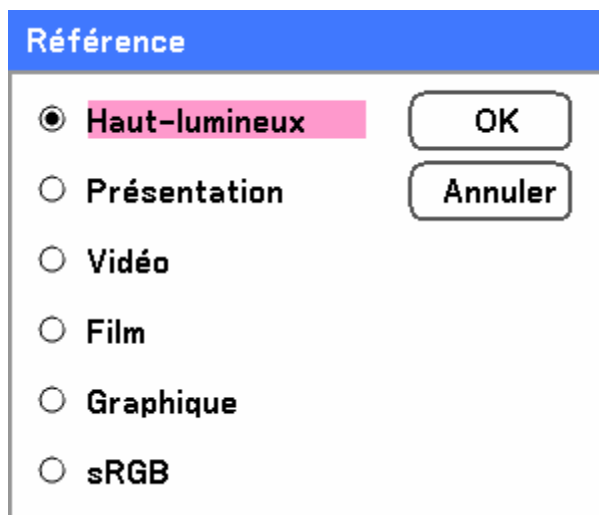 Référence
Haut-lumineux OK
Présentation Annuler
Vidéo
Film
Graphique
sRGB